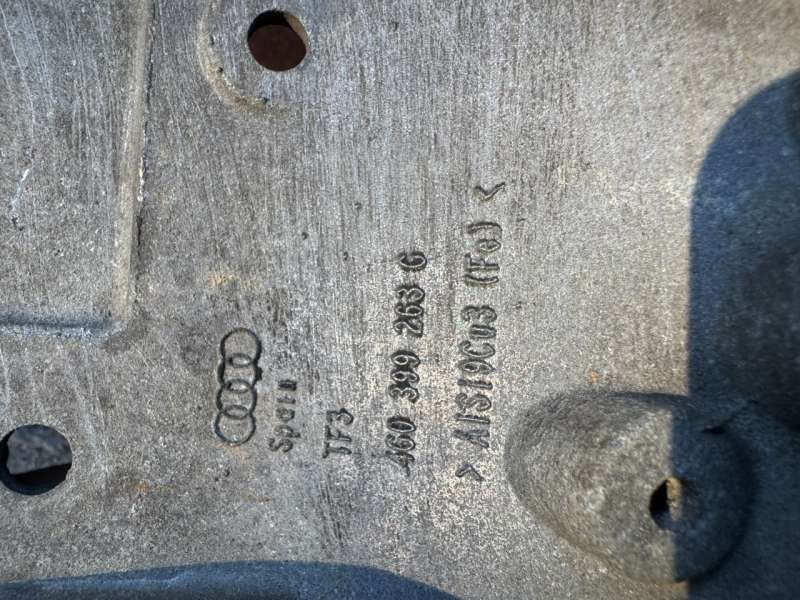 Spain
TF3
4G0 399 263 G
>AlSi9Cu3 (Fe)<